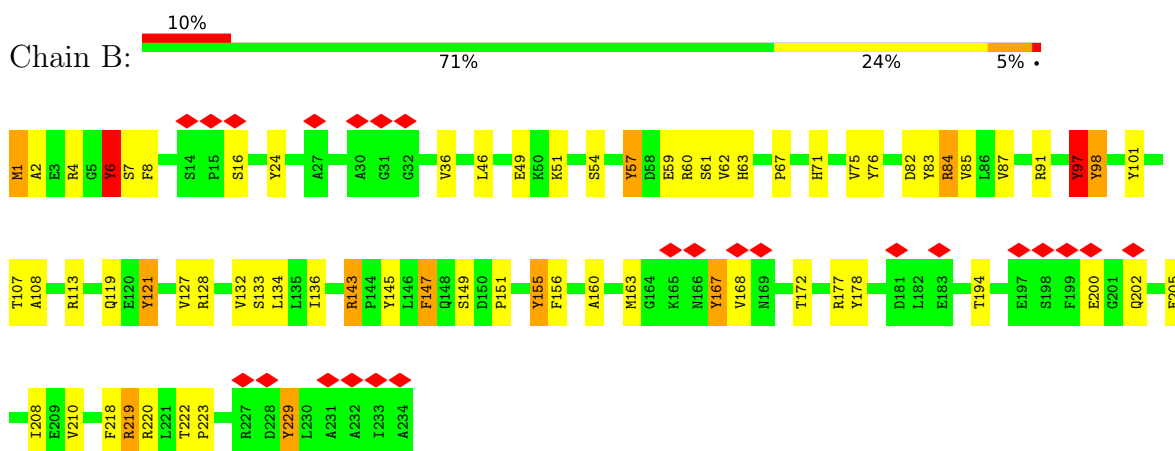 10%
Chain B:
71% 24% 5% •
M1 A2 E3 R4 G5 Y6 S7 F8 S14 P15 S16 Y24 A27 A30 G31 G32 V36 L46 E49 K50 K51 S54 Y57 D58 E59 R60 S61 V62 H63 P67 H71 V75 Y76 D82 Y83 R84 V85 L86 V87 R91 Y97 Y98 Y101
T107 A108 R113 Q119 E120 Y121 V127 R128 V132 S133 L134 L135 I136 R143 P144 Y145 L146 F147 Q148 S149 D150 P151 Y155 F156 A160 M163 G164 K165 N166 Y167 V168 N169 T172 R177 Y178 D181 L182 E183 T194 E197 S198 F199 E200 G201 Q202
I208 E209 V210 F218 R219 R220 L221 T222 P223 R227 D228 Y229 L230 A231 A232 I233 A234